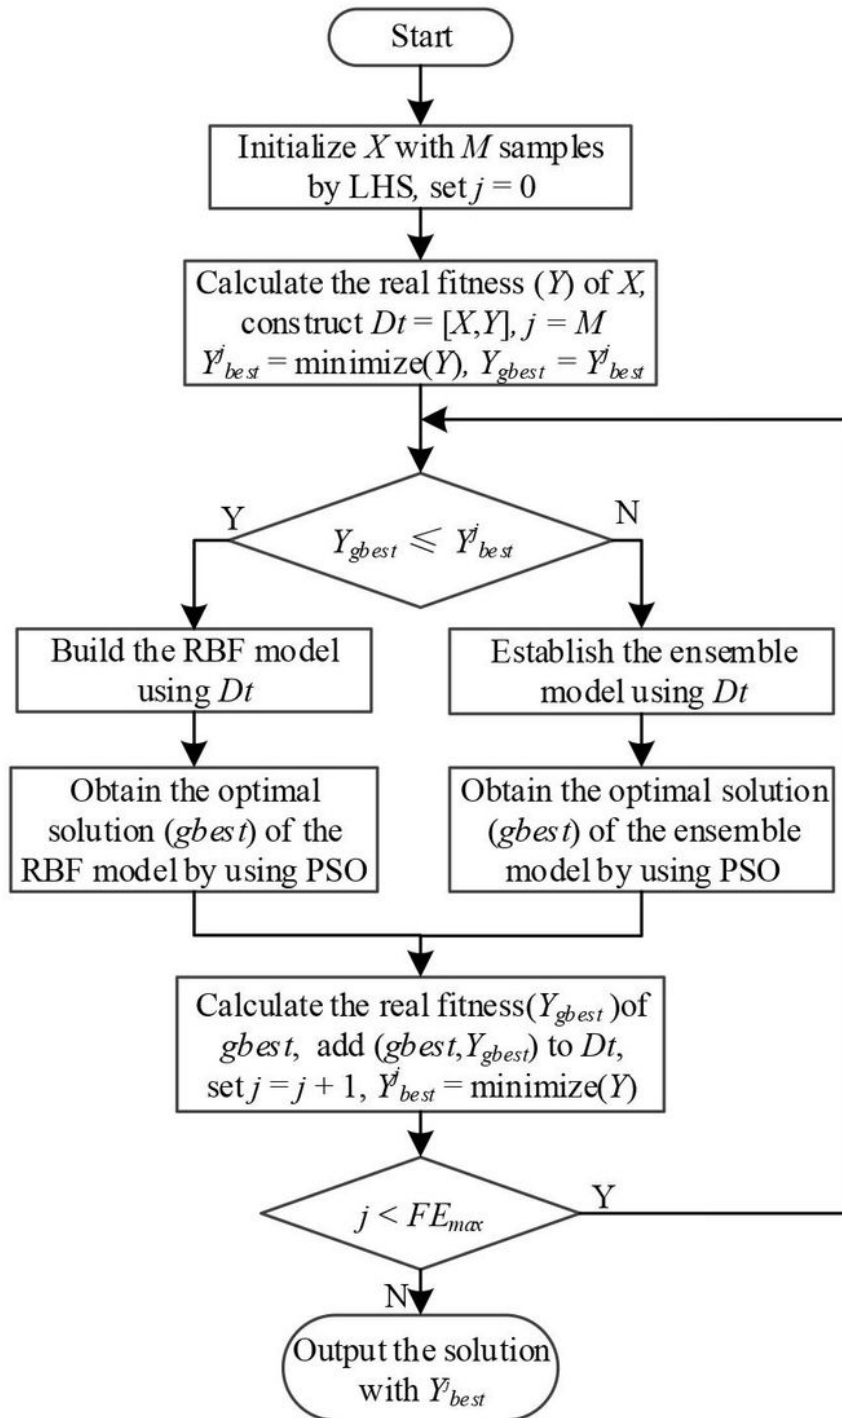 Start
Initialize X with M samples
by LHS, set j = 0
Calculate the real fitness (Y) of X,
construct Dt = [X,Y], j = M
Y^j_best = minimize(Y), Y_gbest = Y^j_best
Y_gbest ⩽ Y^j_best
Y
N
Build the RBF model
using Dt
Establish the ensemble
model using Dt
Obtain the optimal
solution (gbest) of the
RBF model by using PSO
Obtain the optimal solution
(gbest) of the ensemble
model by using PSO
Calculate the real fitness(Y_gbest)of
gbest, add (gbest,Y_gbest) to Dt,
set j = j + 1, Y^j_best = minimize(Y)
j < FE_max
Y
N
Output the solution
with Y^j_best